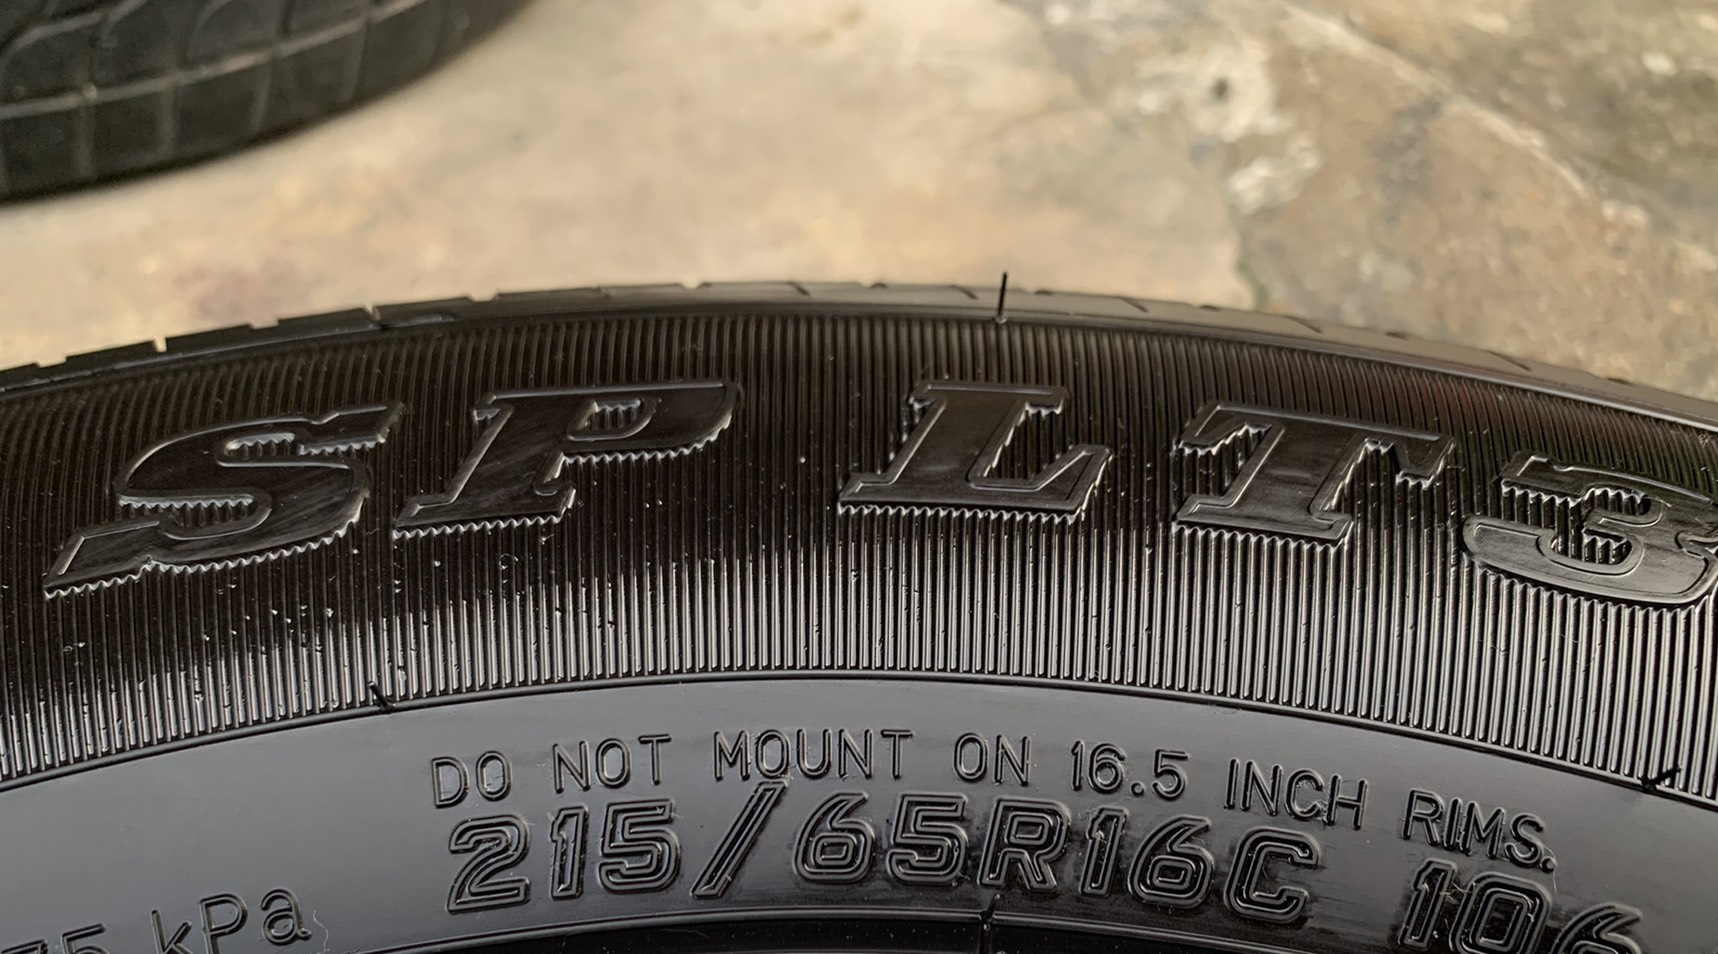 SP LT3
DO NOT MOUNT ON 16.5 INCH RIMS.
215/65R16C 106
kPa